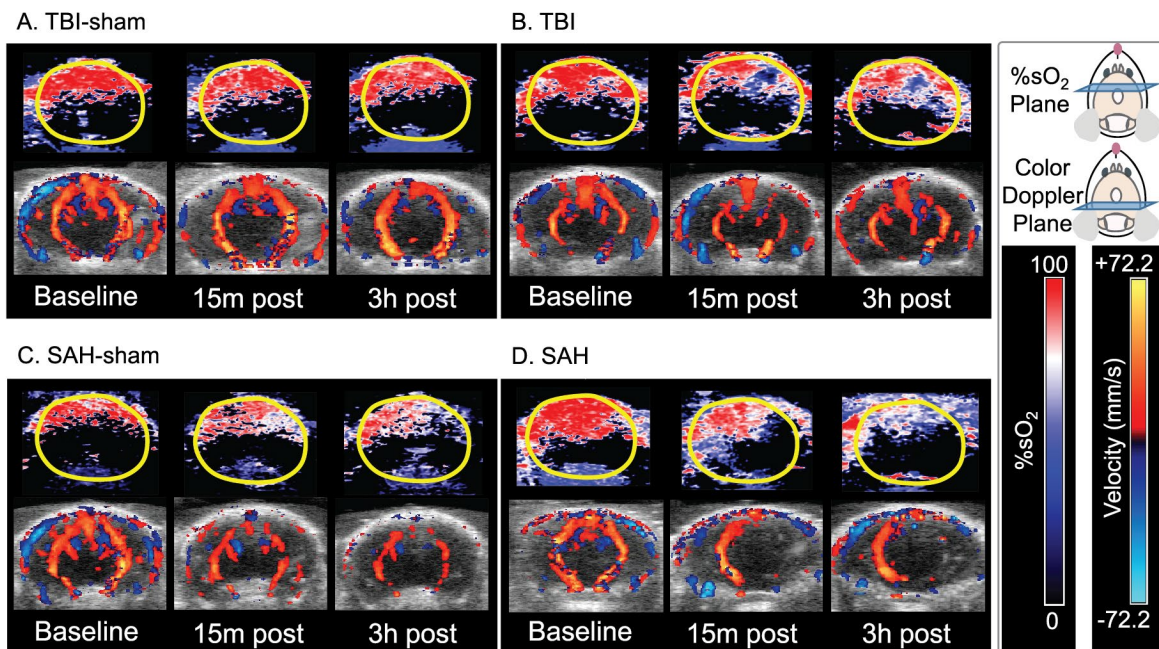 A. TBI-sham
B. TBI
Baseline
15m post
3h post
Baseline
15m post
3h post
C. SAH-sham
D. SAH
Baseline
15m post
3h post
Baseline
15m post
3h post
%sO₂
Plane
Color
Doppler
Plane
100
%sO₂
0
+72.2
Velocity (mm/s)
-72.2